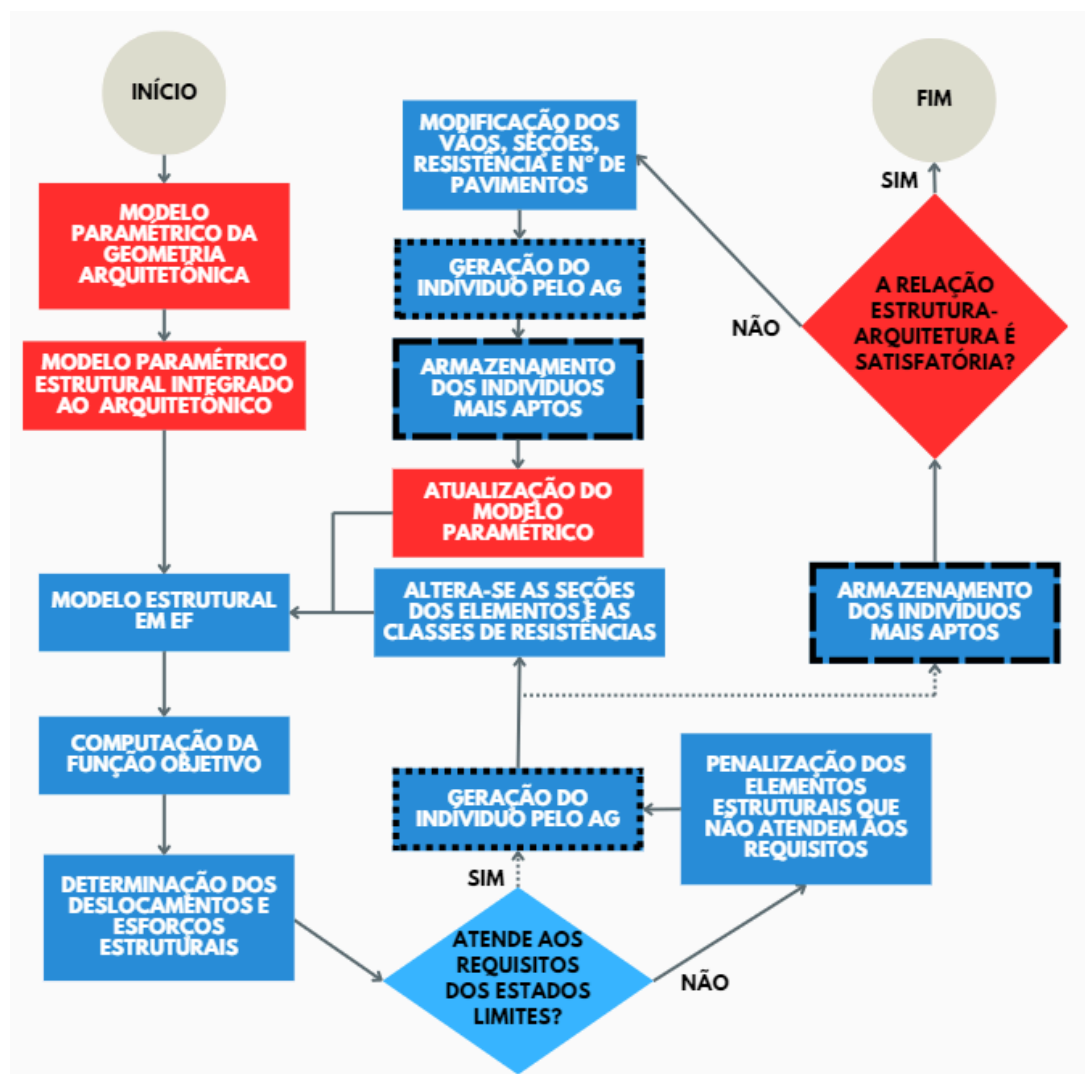 INÍCIO
MODELO
PARAMÉTRICO DA
GEOMETRIA
ARQUITETÔNICA
MODELO PARAMÉTRICO
ESTRUTURAL INTEGRADO
AO ARQUITETÔNICO
MODELO ESTRUTURAL
EM EF
COMPUTAÇÃO DA
FUNÇÃO OBJETIVO
DETERMINAÇÃO DOS
DESLOCAMENTOS E
ESFORÇOS
ESTRUTURAIS
ATENDE AOS
REQUISITOS
DOS ESTADOS
LIMITES?
SIM
NÃO
PENALIZAÇÃO DOS
ELEMENTOS
ESTRUTURAIS QUE
NÃO ATENDEM AOS
REQUISITOS
GERAÇÃO DO
INDÍVIDUO PELO AG
ALTERA-SE AS SEÇÕES
DOS ELEMENTOS E AS
CLASSES DE RESISTÊNCIAS
ARMAZENAMENTO
DOS INDIVÍDUOS
MAIS APTOS
A RELAÇÃO
ESTRUTURA-
ARQUITETURA É
SATISFATÓRIA?
SIM
FIM
NÃO
MODIFICAÇÃO DOS
VÃOS, SEÇÕES,
RESISTÊNCIA E Nº DE
PAVIMENTOS
GERAÇÃO DO
INDÍVIDUO PELO AG
ARMAZENAMENTO
DOS INDIVÍDUOS
MAIS APTOS
ATUALIZAÇÃO DO
MODELO
PARAMÉTRICO